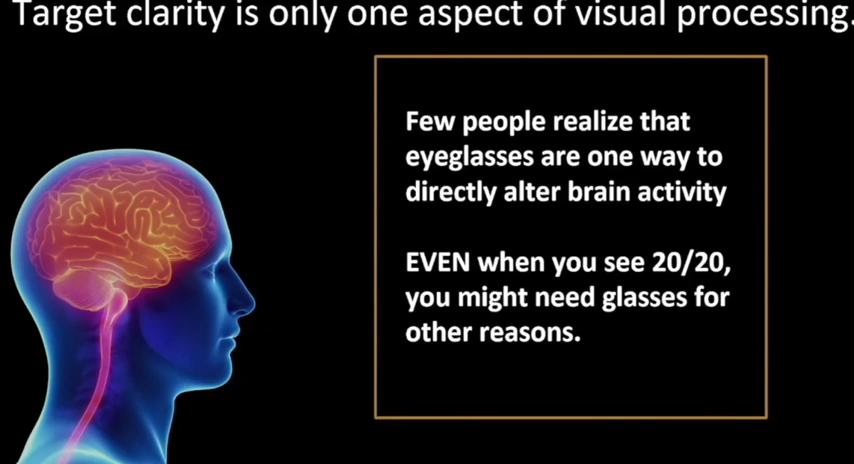 Target clarity is only one aspect of visual processing.
Few people realize that
eyeglasses are one way to
directly alter brain activity
EVEN when you see 20/20,
you might need glasses for
other reasons.